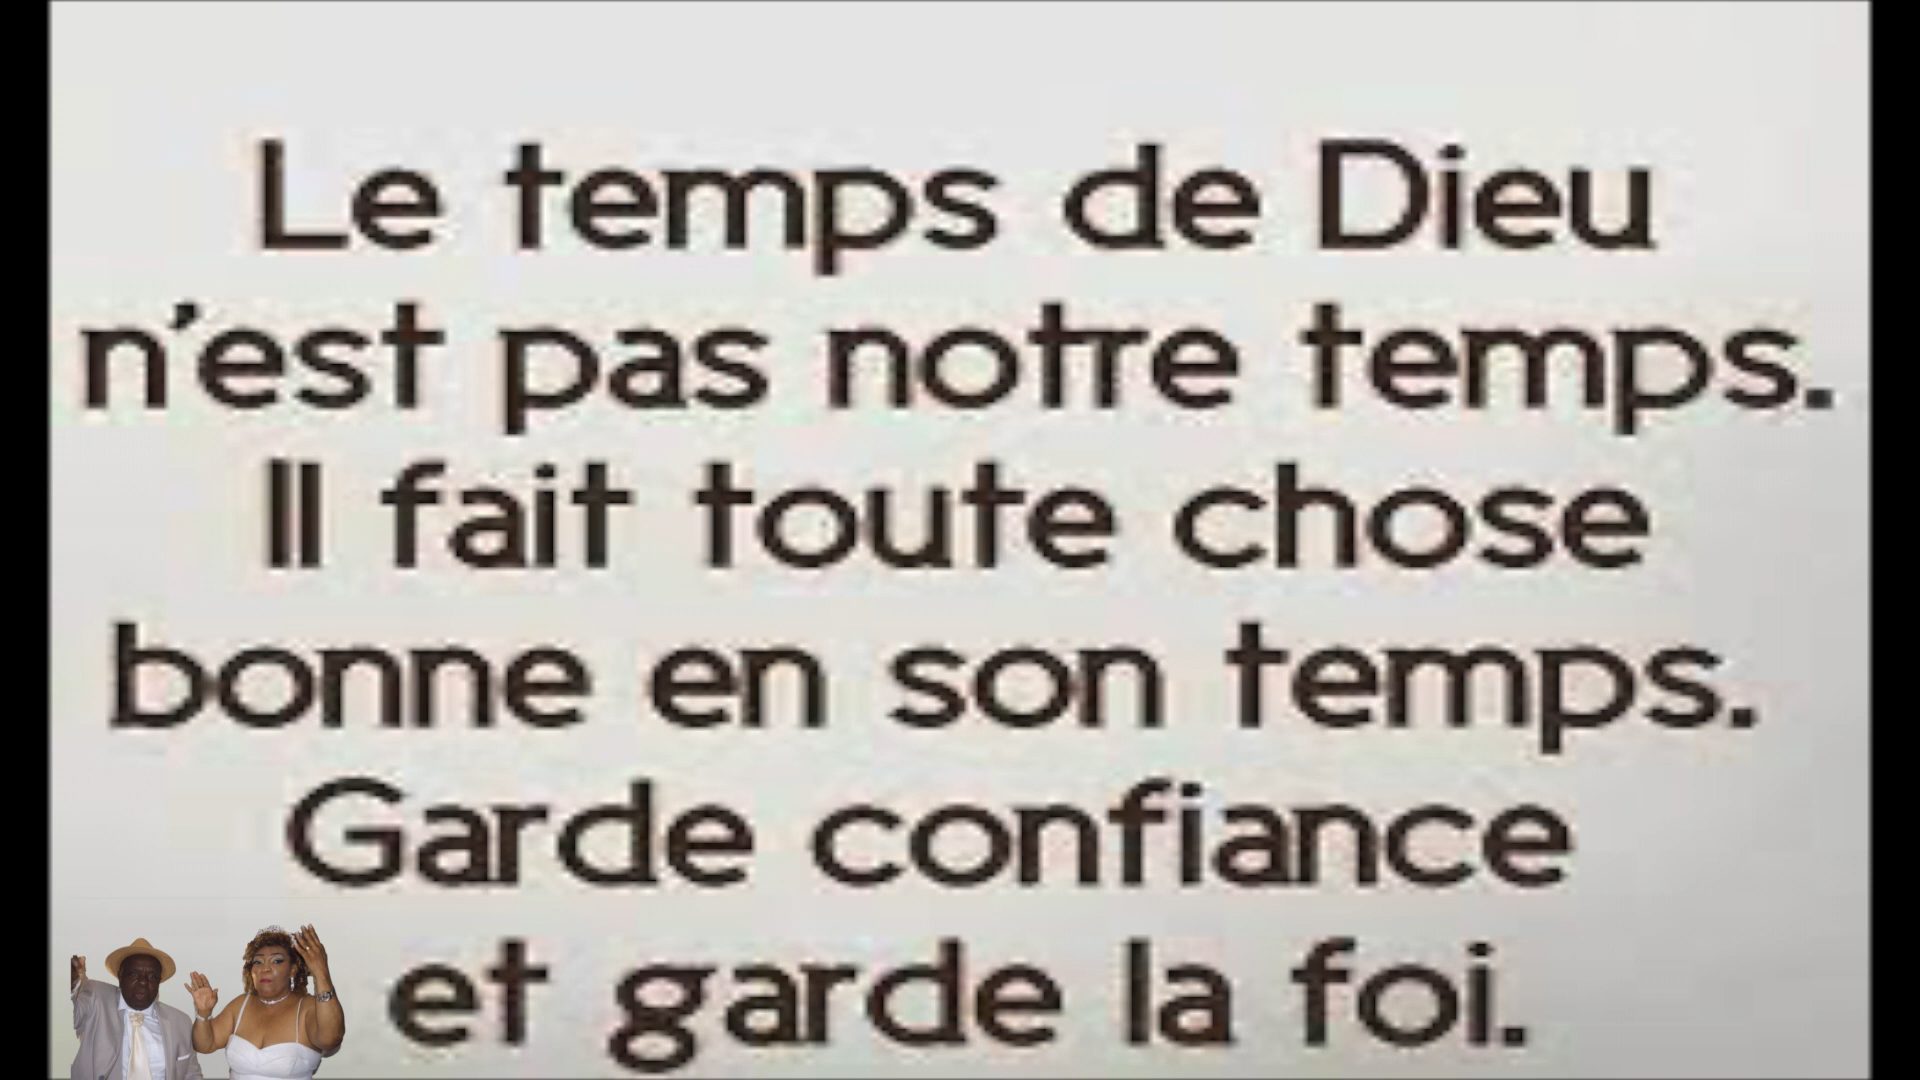 Le temps de Dieu
n'est pas notre temps.
Il fait toute chose
bonne en son temps.
Garde confiance
et garde la foi.